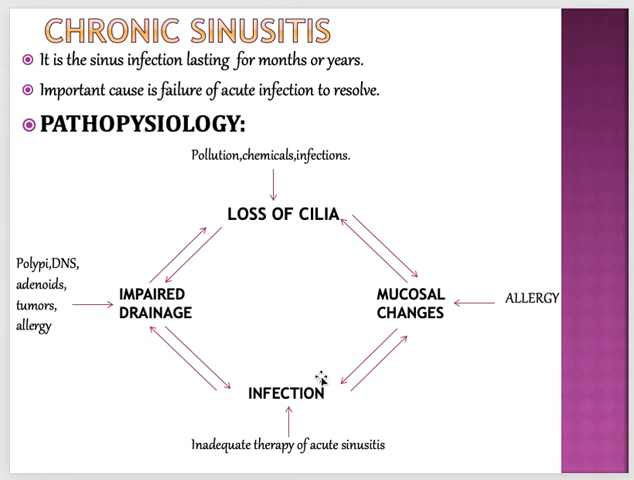 CHRONIC SINUSITIS
It is the sinus infection lasting for months or years.
Important cause is failure of acute infection to resolve.
PATHOPYSIOLOGY:
Pollution,chemicals,infections.
LOSS OF CILIA
Polypi,DNS,
adenoids,
tumors,
allergy
IMPAIRED
DRAINAGE
MUCOSAL
CHANGES
ALLERGY
INFECTION
Inadequate therapy of acute sinusitis